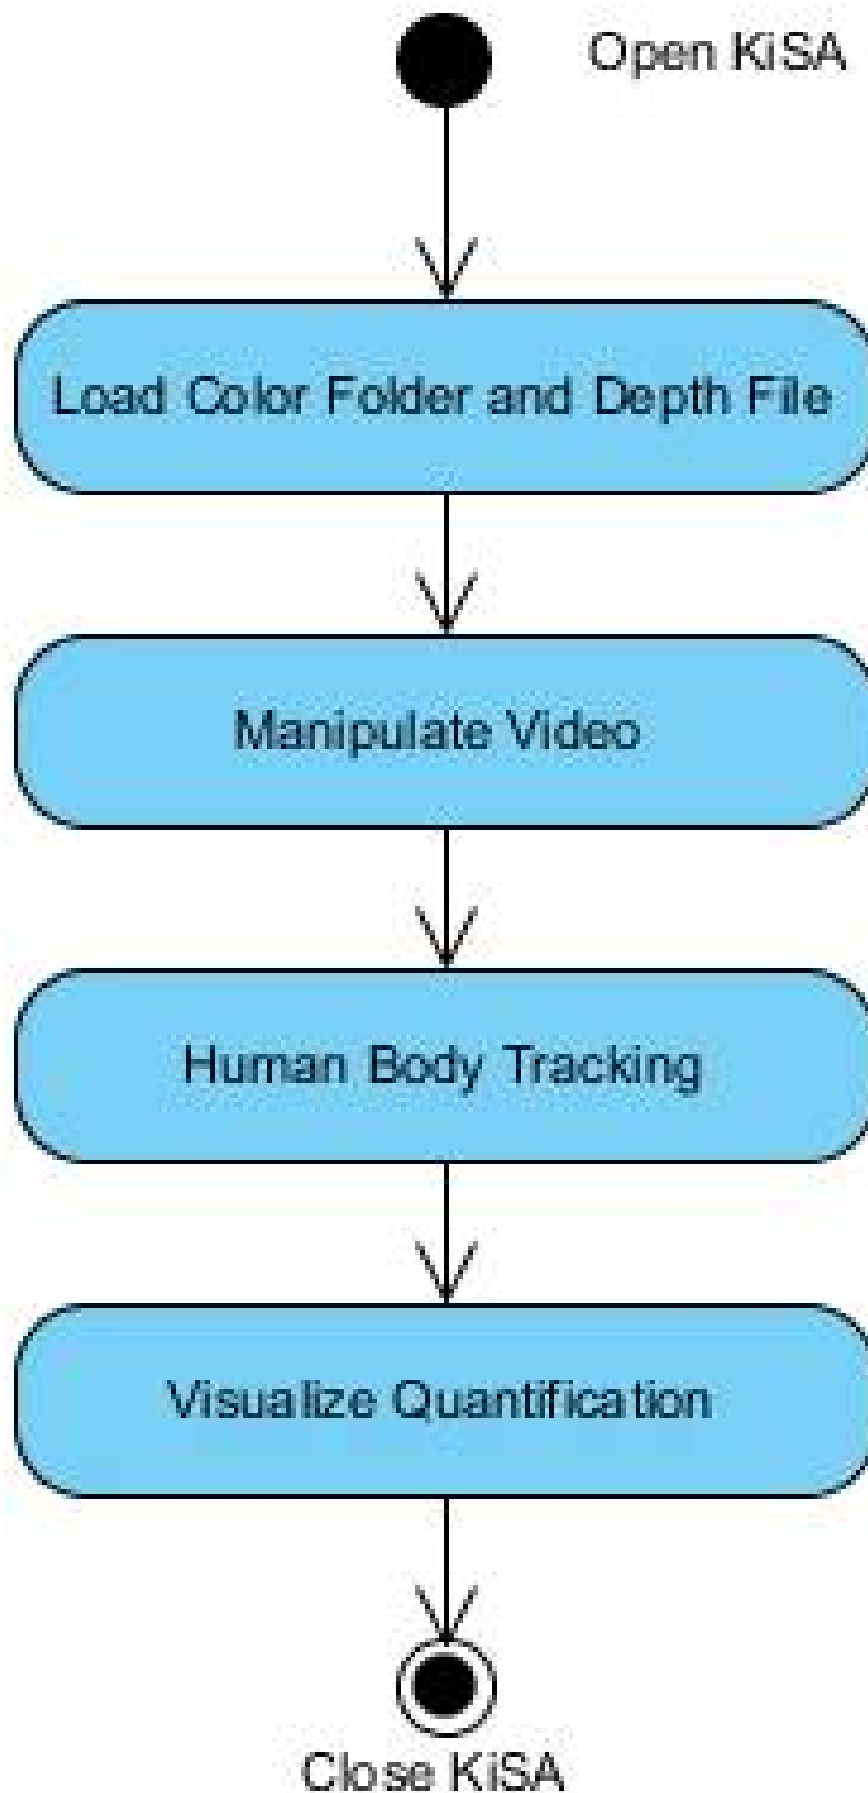 Open KiSA
Load Color Folder and Depth File
Manipulate Video
Human Body Tracking
Visualize Quantification
Close KiSA